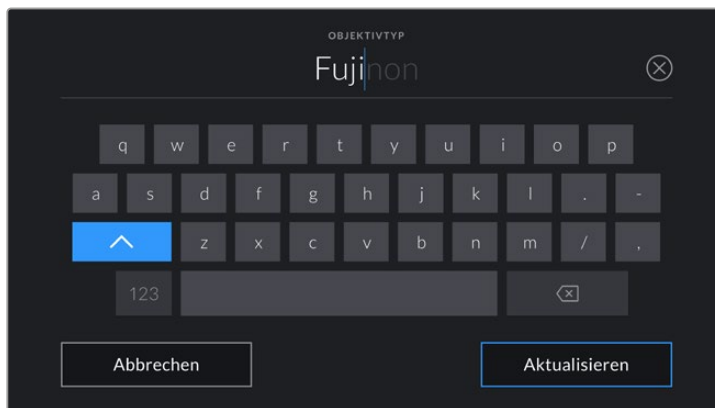 OBJEKTIVTYP
Fujinon
q w e r t y u i o p
a s d f g h j k l . -
z x c v b n m / ,
123
Abbrechen Aktualisieren